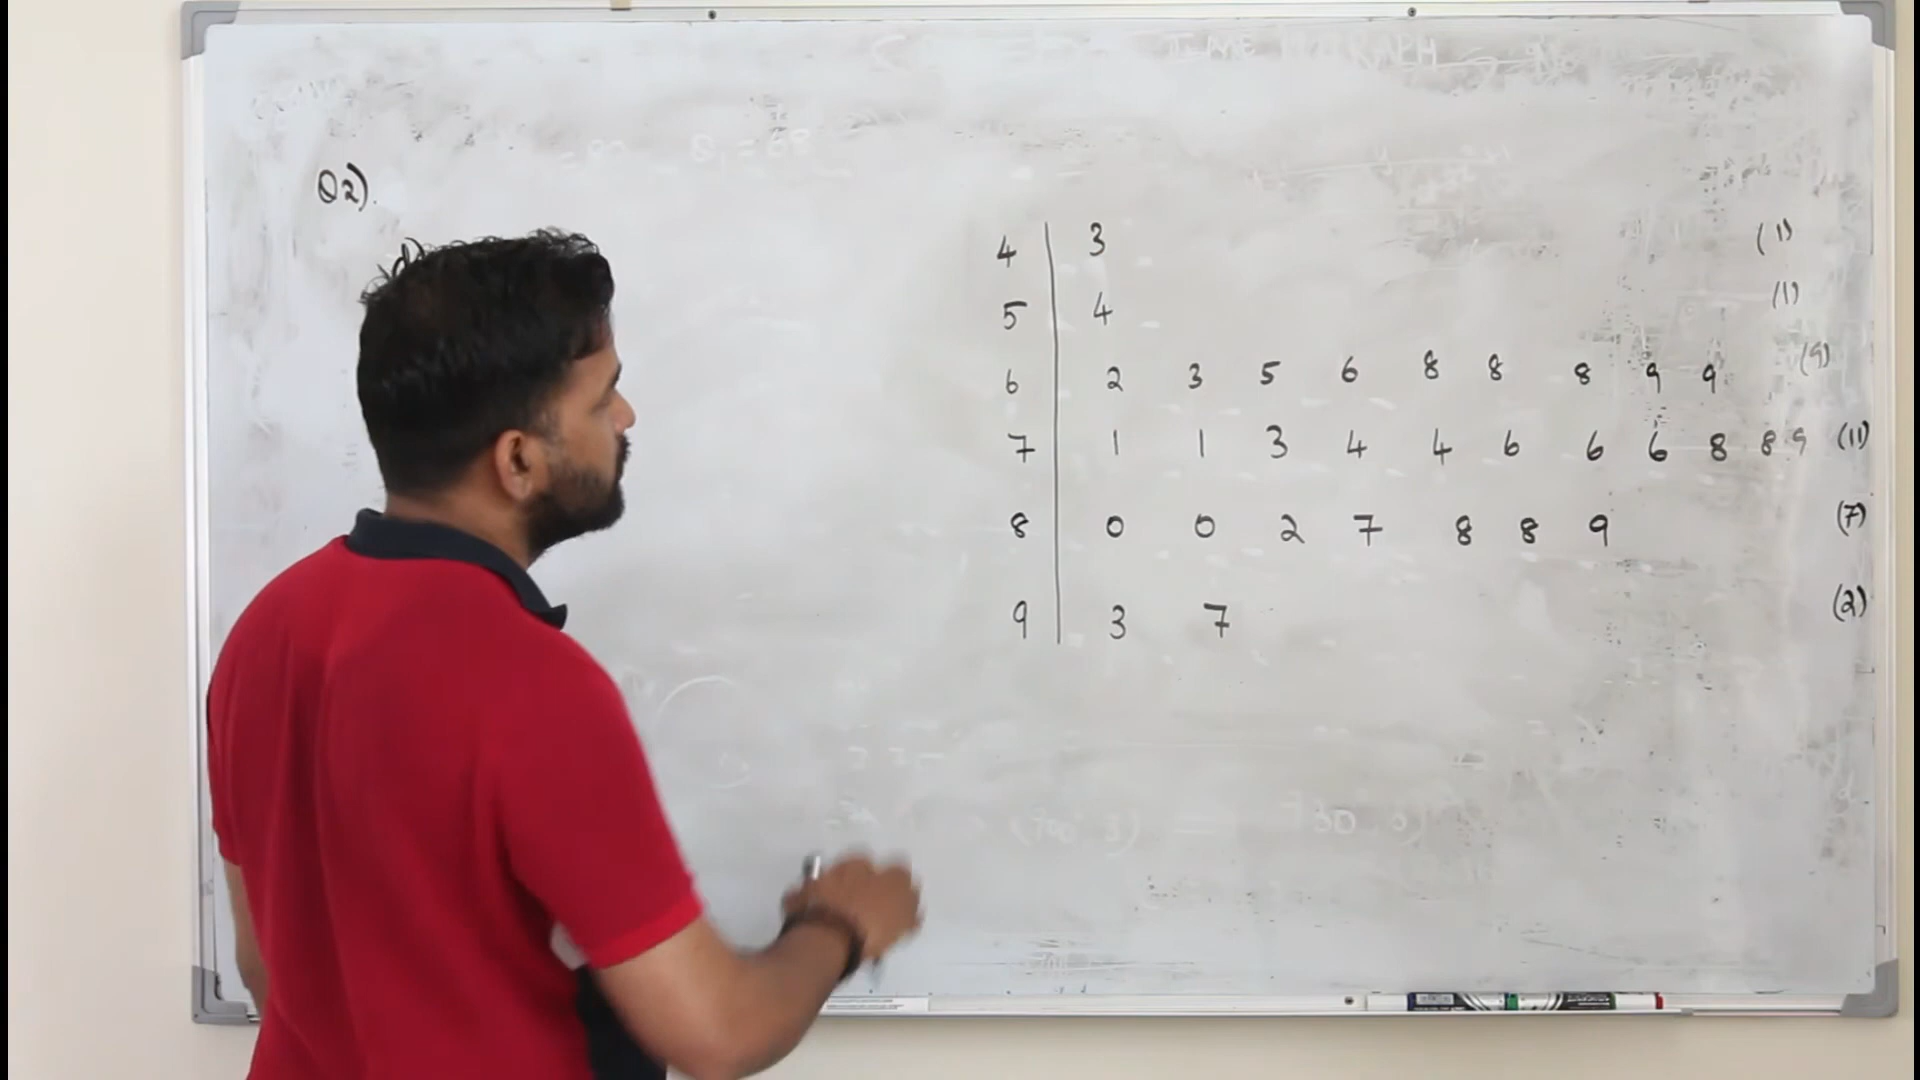 Q2).
4 | 3 (1)
5 | 4 (1)
6 | 2 3 5 6 8 8 8 9 9 (9)
7 | 1 1 3 4 4 6 6 6 8 8 9 (11)
8 | 0 0 2 7 8 8 9 (7)
9 | 3 7 (2)